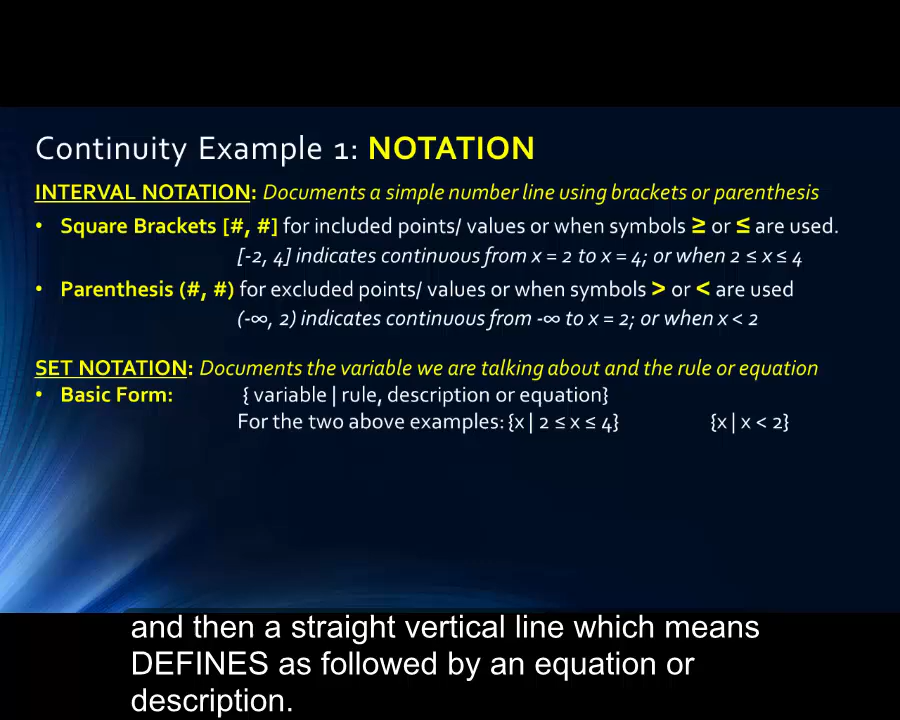 Continuity Example 1: NOTATION
INTERVAL NOTATION: Documents a simple number line using brackets or parenthesis
• Square Brackets [#, #] for included points/ values or when symbols ≥ or ≤ are used.
[-2, 4] indicates continuous from x = 2 to x = 4; or when 2 ≤ x ≤ 4
• Parenthesis (#, #) for excluded points/ values or when symbols > or < are used
(-∞, 2) indicates continuous from -∞ to x = 2; or when x < 2
SET NOTATION: Documents the variable we are talking about and the rule or equation
• Basic Form: { variable | rule, description or equation}
For the two above examples: {x | 2 ≤ x ≤ 4} {x | x < 2}
and then a straight vertical line which means
DEFINES as followed by an equation or
description.